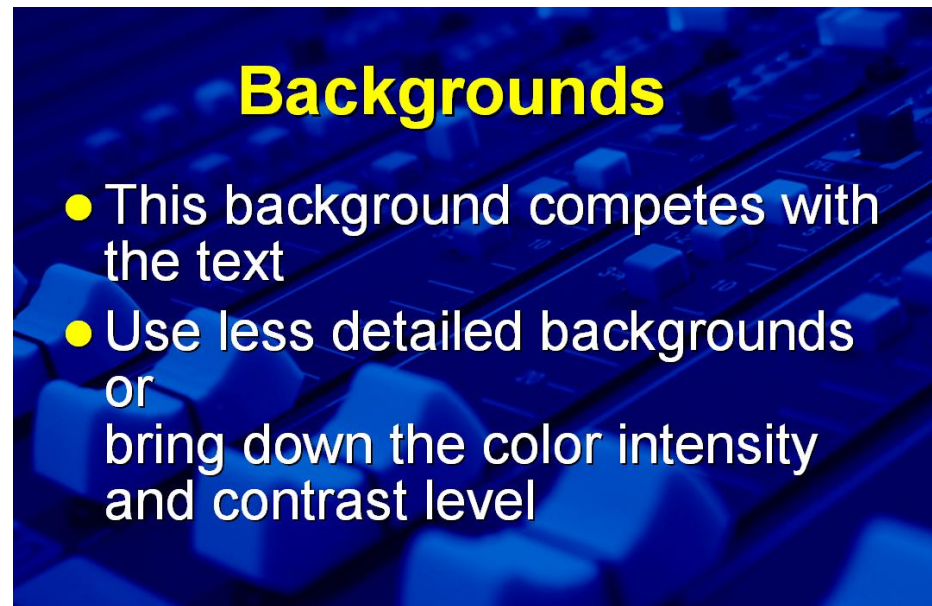 Backgrounds
● This background competes with
the text
● Use less detailed backgrounds
or
bring down the color intensity
and contrast level